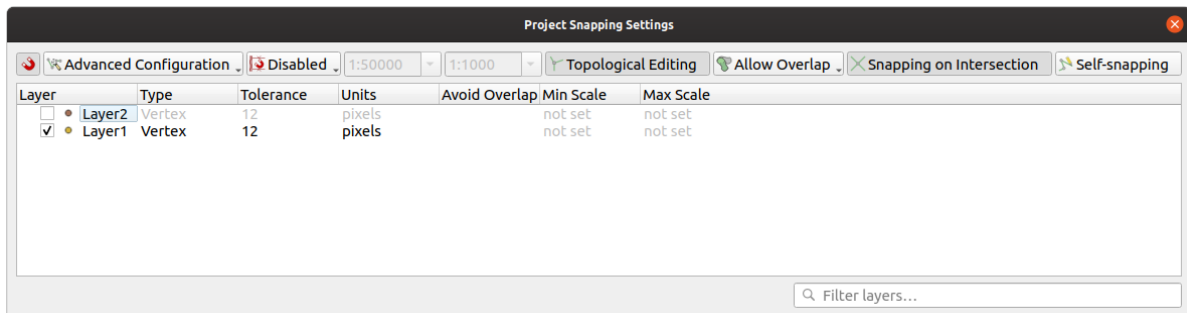 Project Snapping Settings
Advanced Configuration Disabled 1:50000 1:1000 Topological Editing Allow Overlap Snapping on Intersection Self-snapping
Layer Type Tolerance Units Avoid Overlap Min Scale Max Scale
Layer2 Vertex 12 pixels not set not set
Layer1 Vertex 12 pixels not set not set
Filter layers...